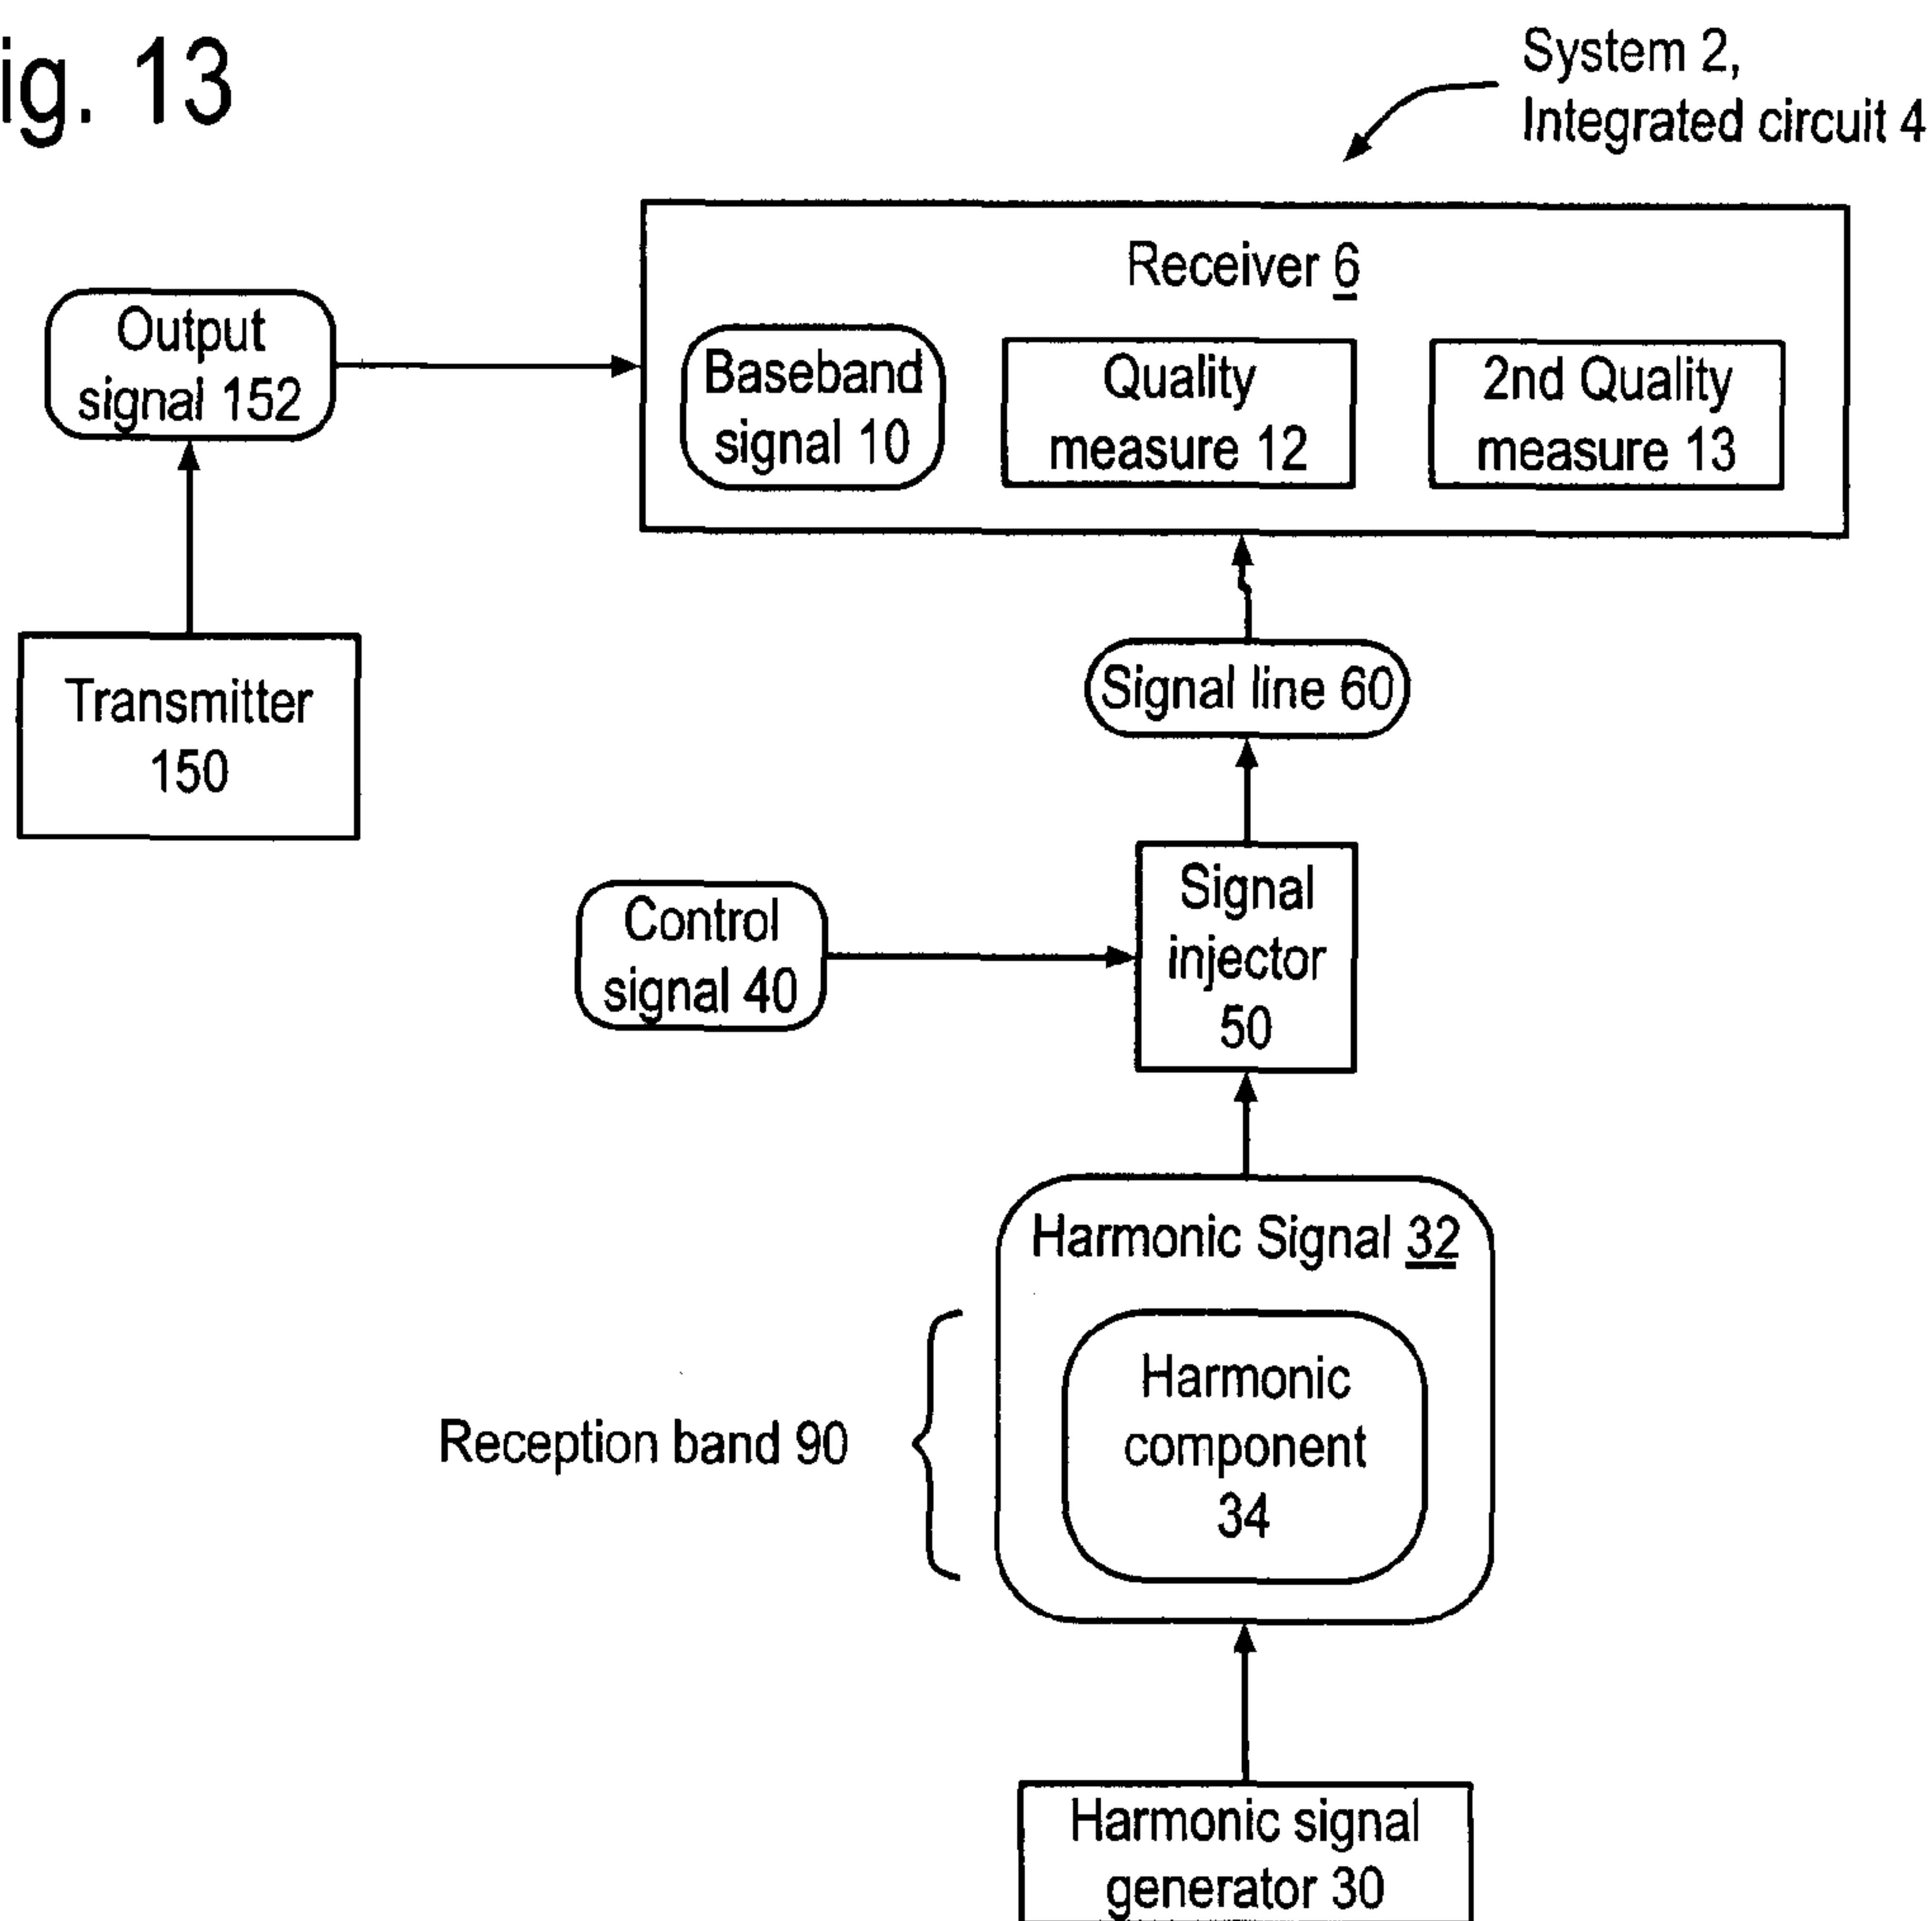 ig. 13
System 2,
Integrated circuit 4
Receiver 6
Output
signal 152
Baseband
signal 10
Quality
measure 12
2nd Quality
measure 13
Transmitter
150
Signal line 60
Control
signal 40
Signal
injector
50
Harmonic Signal 32
Reception band 90
Harmonic
component
34
Harmonic signal
generator 30